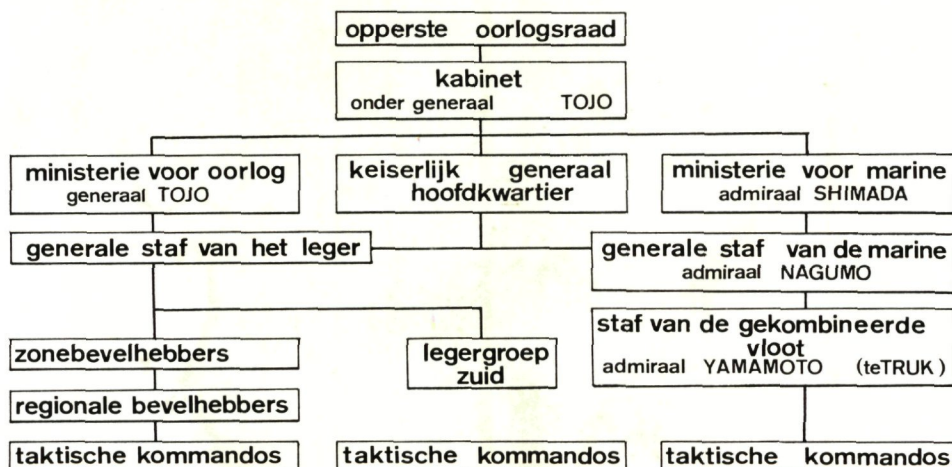 opperste oorlogsraad
kabinet
onder generaal TOJO
ministerie voor oorlog
generaal TOJO
keiserlijk generaal
hoofdkwartier
ministerie voor marine
admiraal SHIMADA
generale staf van het leger
generale staf van de marine
admiraal NAGUMO
zonebevelhebbers
legergroep
zuid
staf van de gekombineerde
vloot
admiraal YAMAMOTO (te TRUK)
regionale bevelhebbers
taktische kommandos
taktische kommandos
taktische kommandos